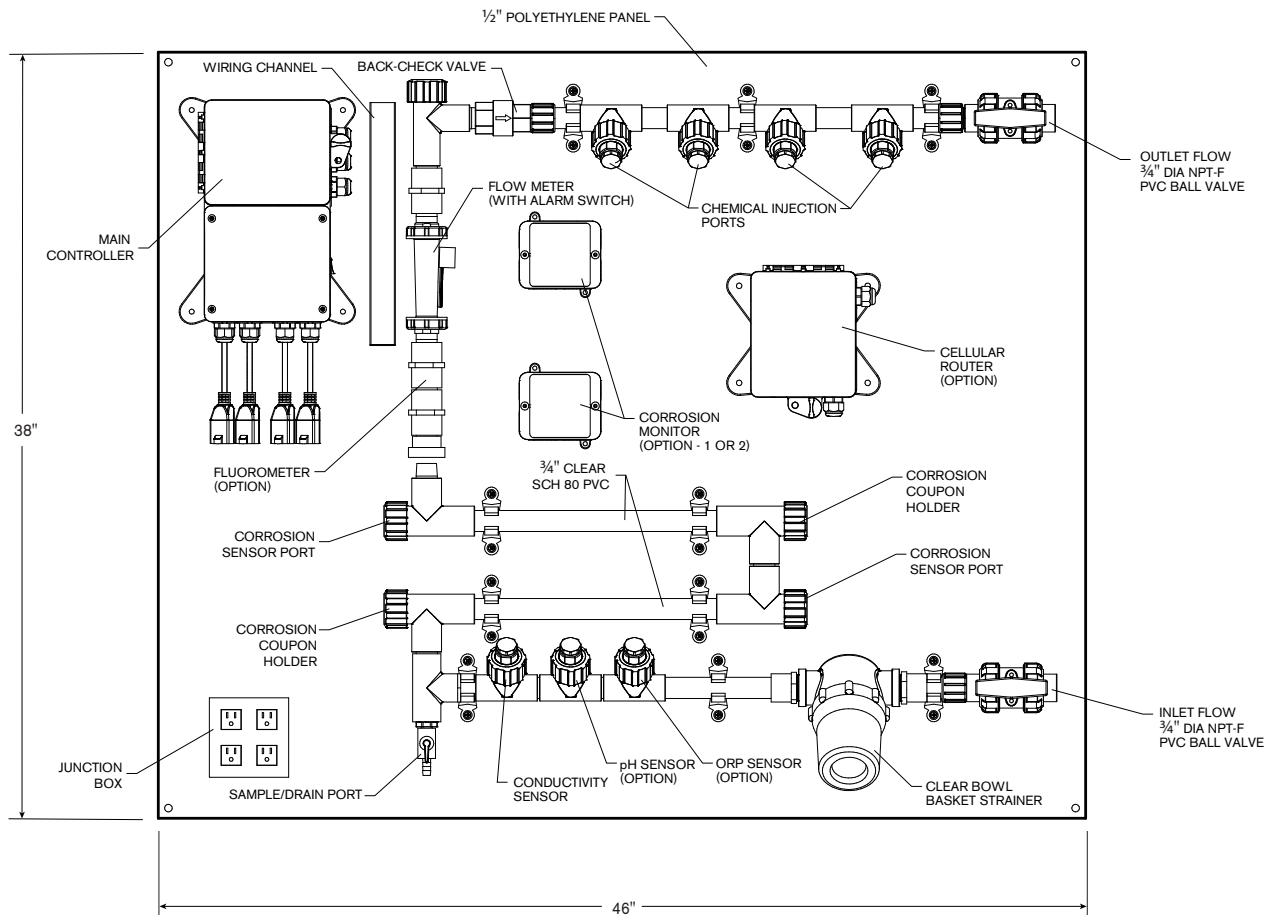 ½" POLYETHYLENE PANEL
WIRING CHANNEL
BACK-CHECK VALVE
OUTLET FLOW
¾" DIA NPT-F
PVC BALL VALVE
FLOW METER
(WITH ALARM SWITCH)
CHEMICAL INJECTION
PORTS
MAIN
CONTROLLER
CELLULAR
ROUTER
(OPTION)
38"
CORROSION
MONITOR
(OPTION - 1 OR 2)
FLUOROMETER
(OPTION)
¾" CLEAR
SCH 80 PVC
CORROSION
COUPON
HOLDER
CORROSION
SENSOR PORT
CORROSION
SENSOR PORT
CORROSION
COUPON
HOLDER
INLET FLOW
¾" DIA NPT-F
PVC BALL VALVE
JUNCTION
BOX
SAMPLE/DRAIN PORT
CONDUCTIVITY
SENSOR
pH SENSOR
(OPTION)
ORP SENSOR
(OPTION)
CLEAR BOWL
BASKET STRAINER
46"